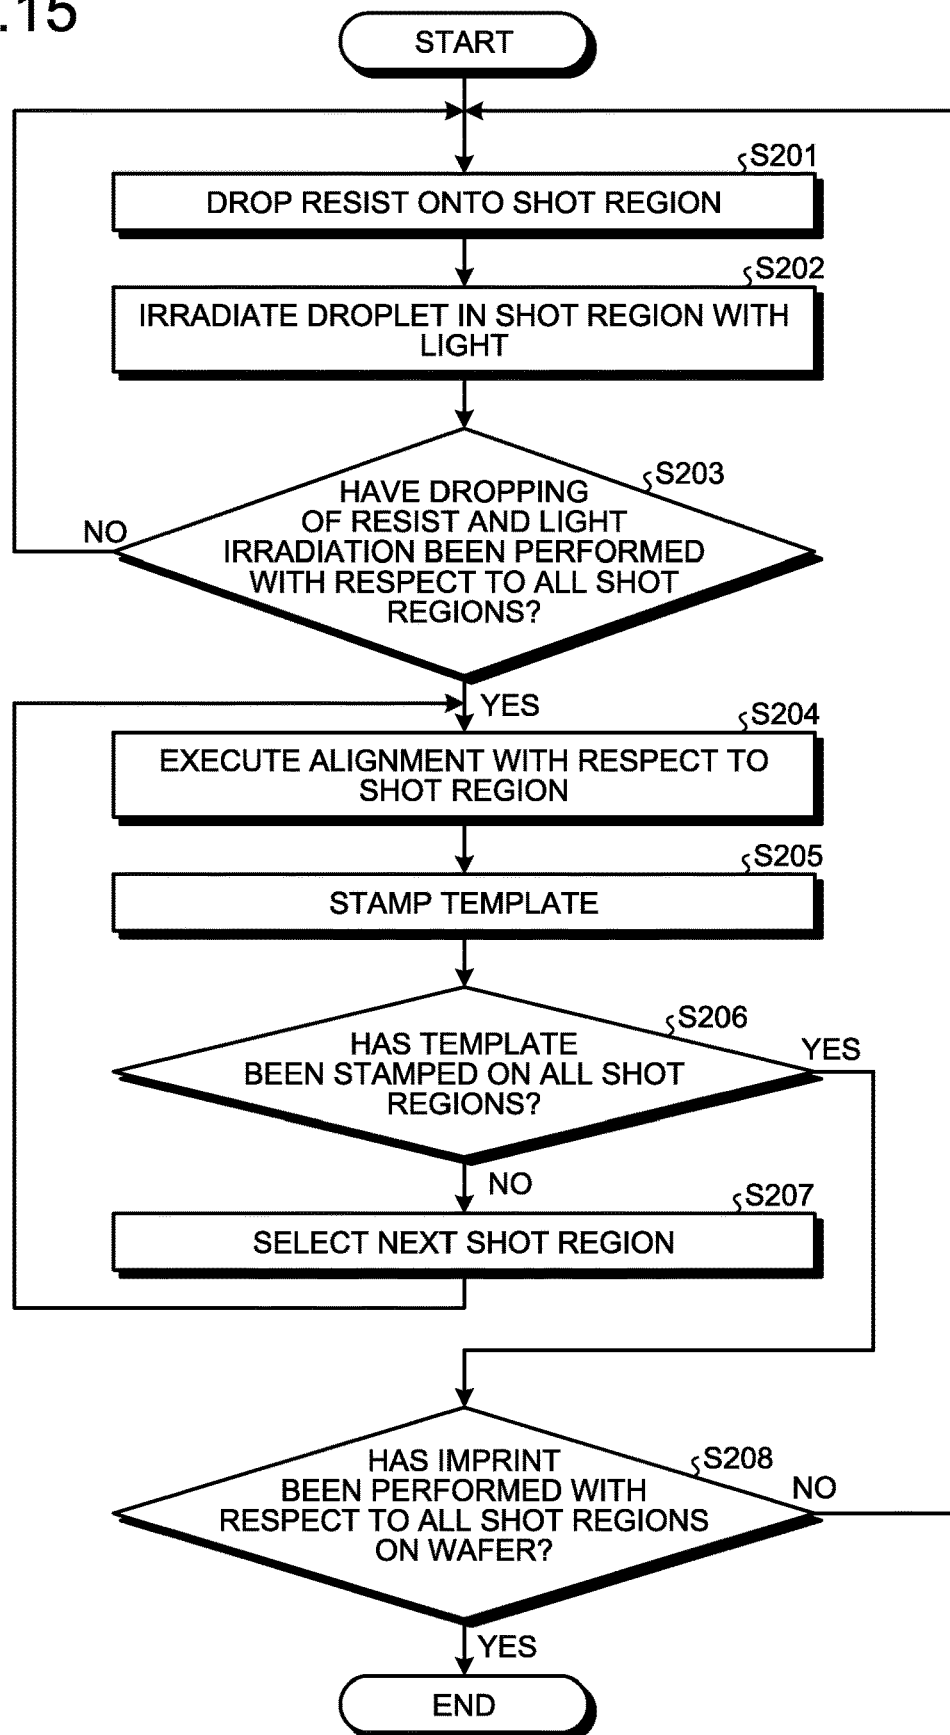 .15
START
S201
DROP RESIST ONTO SHOT REGION
S202
IRRADIATE DROPLET IN SHOT REGION WITH
LIGHT
S203
HAVE DROPPING
OF RESIST AND LIGHT
IRRADIATION BEEN PERFORMED
WITH RESPECT TO ALL SHOT
REGIONS?
NO
YES
S204
EXECUTE ALIGNMENT WITH RESPECT TO
SHOT REGION
S205
STAMP TEMPLATE
S206
HAS TEMPLATE
BEEN STAMPED ON ALL SHOT
REGIONS?
YES
NO
S207
SELECT NEXT SHOT REGION
S208
HAS IMPRINT
BEEN PERFORMED WITH
RESPECT TO ALL SHOT REGIONS
ON WAFER?
NO
YES
END